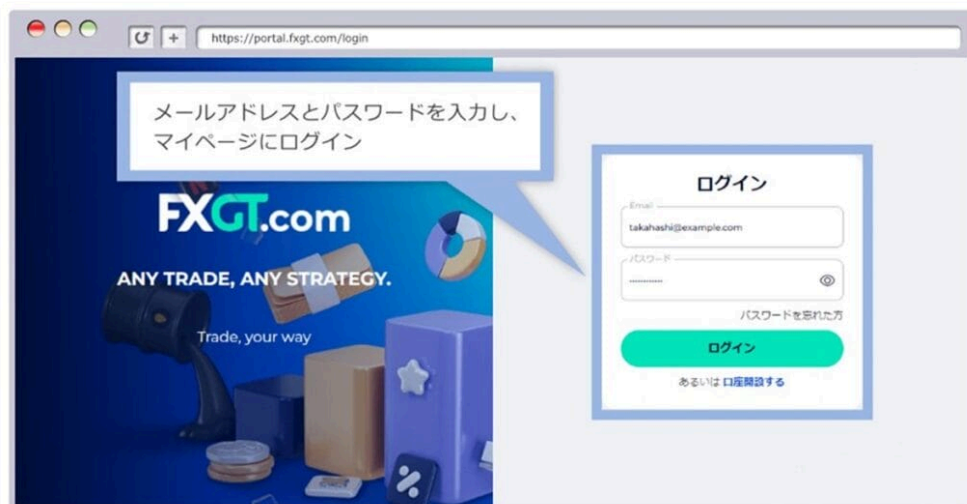 https://portal.fxgt.com/login
メールアドレスとパスワードを入力し、
マイページにログイン
FXGT.com
ANY TRADE, ANY STRATEGY.
Trade, your way
ログイン
Email
takahashi@example.com
パスワード
パスワードを忘れた方
ログイン
あるいは 口座開設する